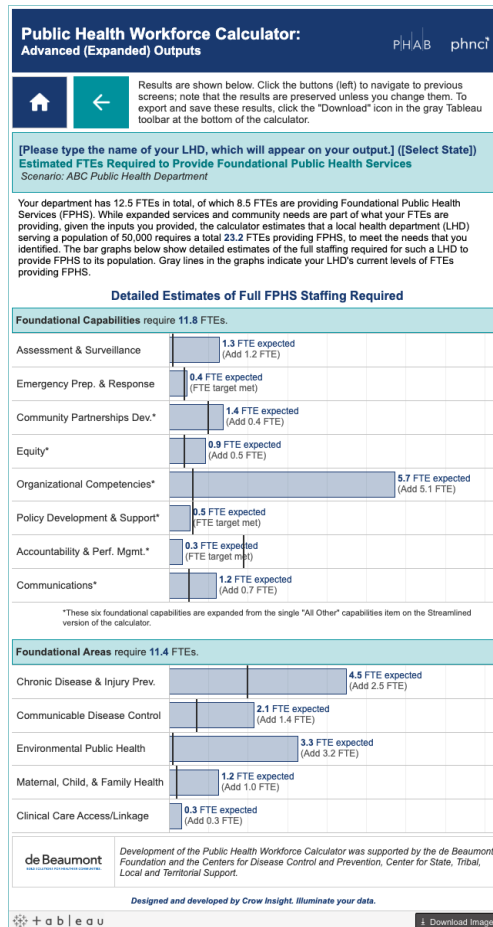 Public Health Workforce Calculator:
Advanced (Expanded) Outputs
PHAB
phnci
Results are shown below. Click the buttons (left) to navigate to previous
screens; note that the results are preserved unless you change them. To
export and save these results, click the "Download" icon in the gray Tableau
toolbar at the bottom of the calculator.
[Please type the name of your LHD, which will appear on your output.] ([Select State])
Estimated FTEs Required to Provide Foundational Public Health Services
Scenario: ABC Public Health Department
Your department has 12.5 FTEs in total, of which 8.5 FTEs are providing Foundational Public Health
Services (FPHS). While expanded services and community needs are part of what your FTEs are
providing, given the inputs you provided, the calculator estimates that a local health department (LHD)
serving a population of 50,000 requires a total 23.2 FTEs providing FPHS, to meet the needs that you
identified. The bar graphs below show detailed estimates of the full staffing required for such a LHD to
provide FPHS to its population. Gray lines in the graphs indicate your LHD's current levels of FTEs
providing FPHS.
Detailed Estimates of Full FPHS Staffing Required
Foundational Capabilities require 11.8 FTEs.
Assessment & Surveillance
1.3 FTE expected
(Add 1.2 FTE)
Emergency Prep. & Response
0.4 FTE expected
(FTE target met)
Community Partnerships Dev.*
1.4 FTE expected
(Add 0.4 FTE)
Equity*
0.9 FTE expected
(Add 0.5 FTE)
Organizational Competencies*
5.7 FTE expected
(Add 5.1 FTE)
Policy Development & Support*
0.5 FTE expected
(FTE target met)
Accountability & Perf. Mgmt.*
0.3 FTE expected
(FTE target met)
Communications*
1.2 FTE expected
(Add 0.7 FTE)
*These six foundational capabilities are expanded from the single "All Other" capabilities item on the Streamlined
version of the calculator.
Foundational Areas require 11.4 FTEs.
Chronic Disease & Injury Prev.
4.5 FTE expected
(Add 2.5 FTE)
Communicable Disease Control
2.1 FTE expected
(Add 1.4 FTE)
Environmental Public Health
3.3 FTE expected
(Add 3.2 FTE)
Maternal, Child, & Family Health
1.2 FTE expected
(Add 1.0 FTE)
Clinical Care Access/Linkage
0.3 FTE expected
(Add 0.3 FTE)
de Beaumont
Development of the Public Health Workforce Calculator was supported by the de Beaumont
Foundation and the Centers for Disease Control and Prevention, Center for State, Tribal,
Local and Territorial Support.
Designed and developed by Crow Insight. Illuminate your data.
+ a b l e a u
Download Image